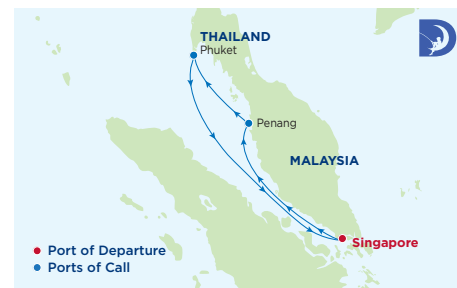 THAILAND
Phuket
Penang
MALAYSIA
Singapore
Port of Departure
Ports of Call